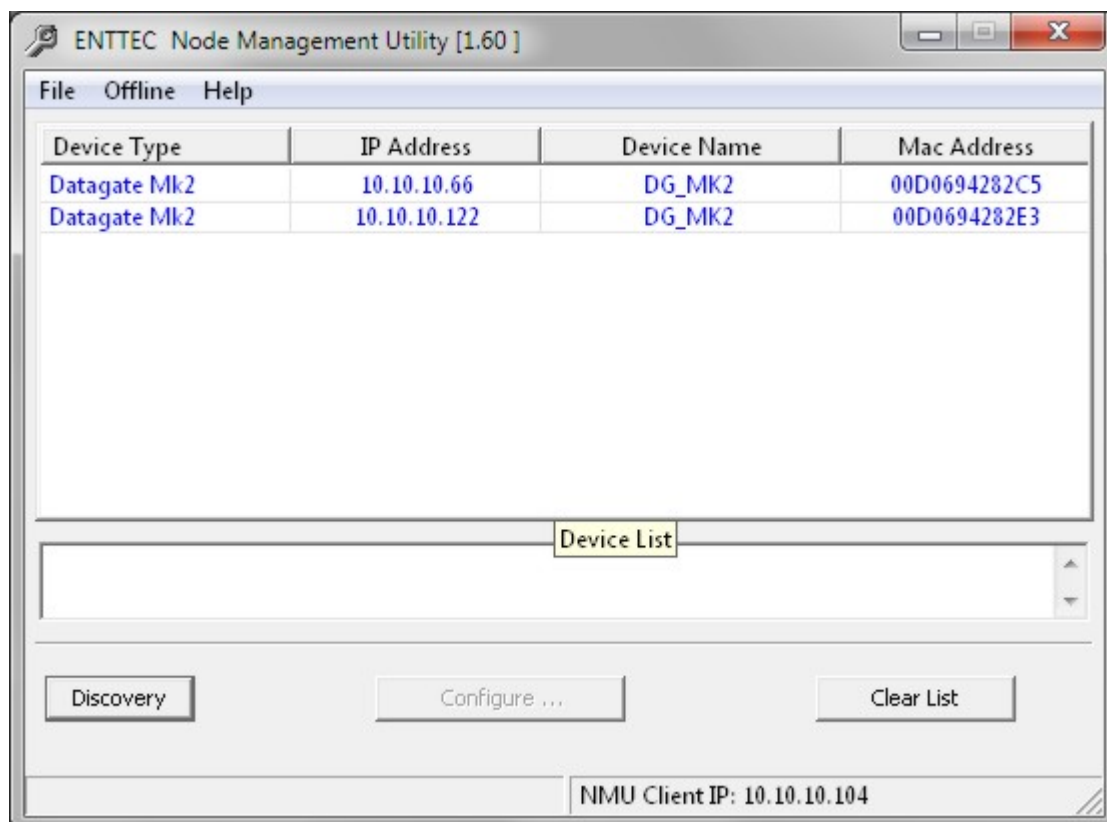 ENTTEC Node Management Utility [1.60 ]
File Offline Help
Device Type IP Address Device Name Mac Address
Datagate Mk2 10.10.10.66 DG_MK2 00D0694282C5
Datagate Mk2 10.10.10.122 DG_MK2 00D0694282E3
Device List
Discovery Configure ... Clear List
NMU Client IP: 10.10.10.104